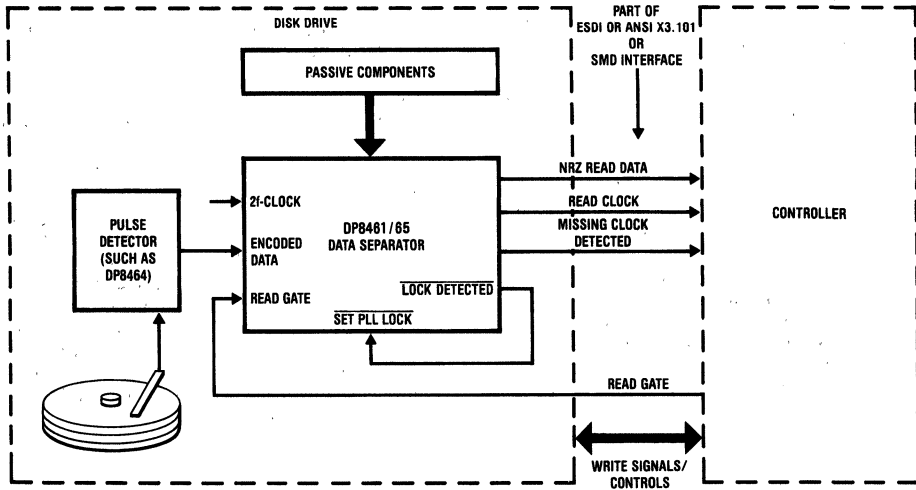 DISK DRIVE
PART OF
ESDI OR ANSI X3.101
OR
SMD INTERFACE
PASSIVE COMPONENTS
PULSE
DETECTOR
(SUCH AS
DP8464)
2f-CLOCK
ENCODED
DATA
READ GATE
DP8461/65
DATA SEPARATOR
LOCK DETECTED
SET PLL LOCK
NRZ READ DATA
READ CLOCK
MISSING CLOCK
DETECTED
CONTROLLER
READ GATE
WRITE SIGNALS/
CONTROLS